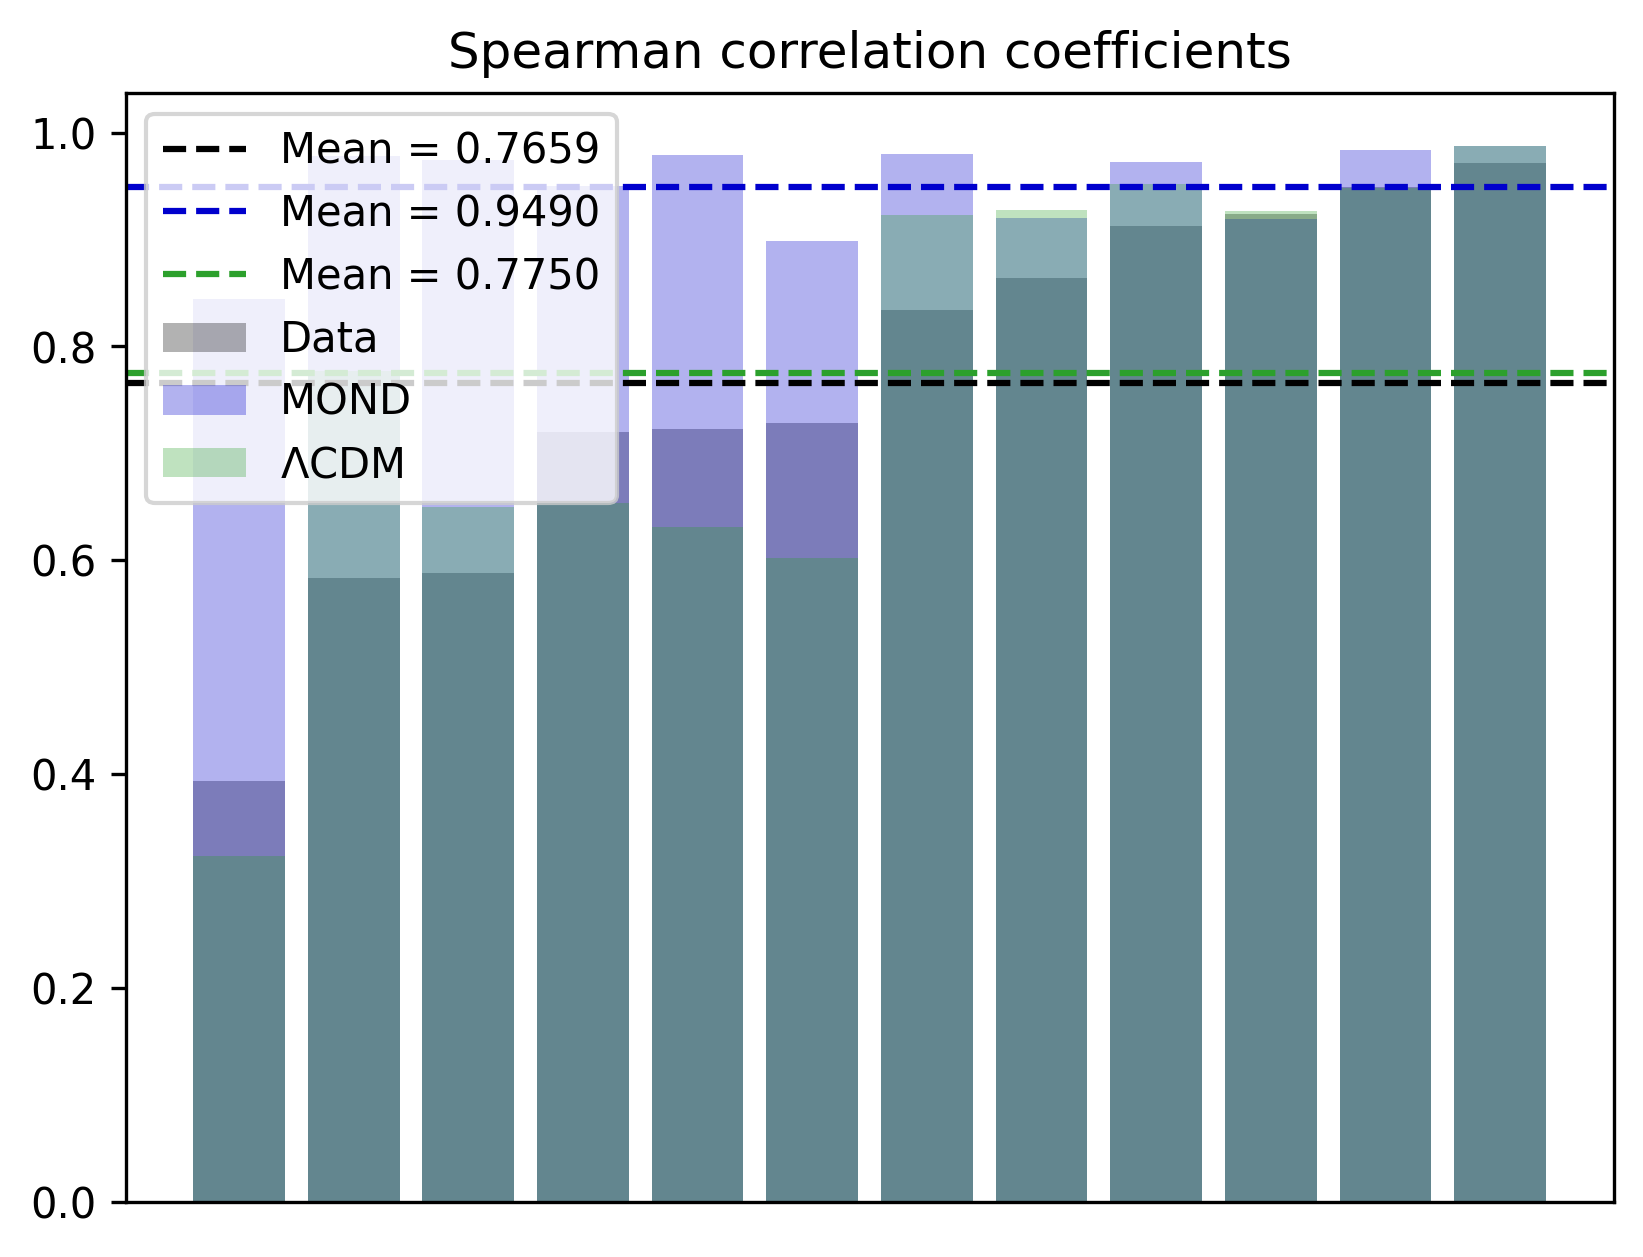 Spearman correlation coefficients
1.0
0.8
0.6
0.4
0.2
0.0
Mean = 0.7659
Mean = 0.9490
Mean = 0.7750
Data
MOND
ΛCDM